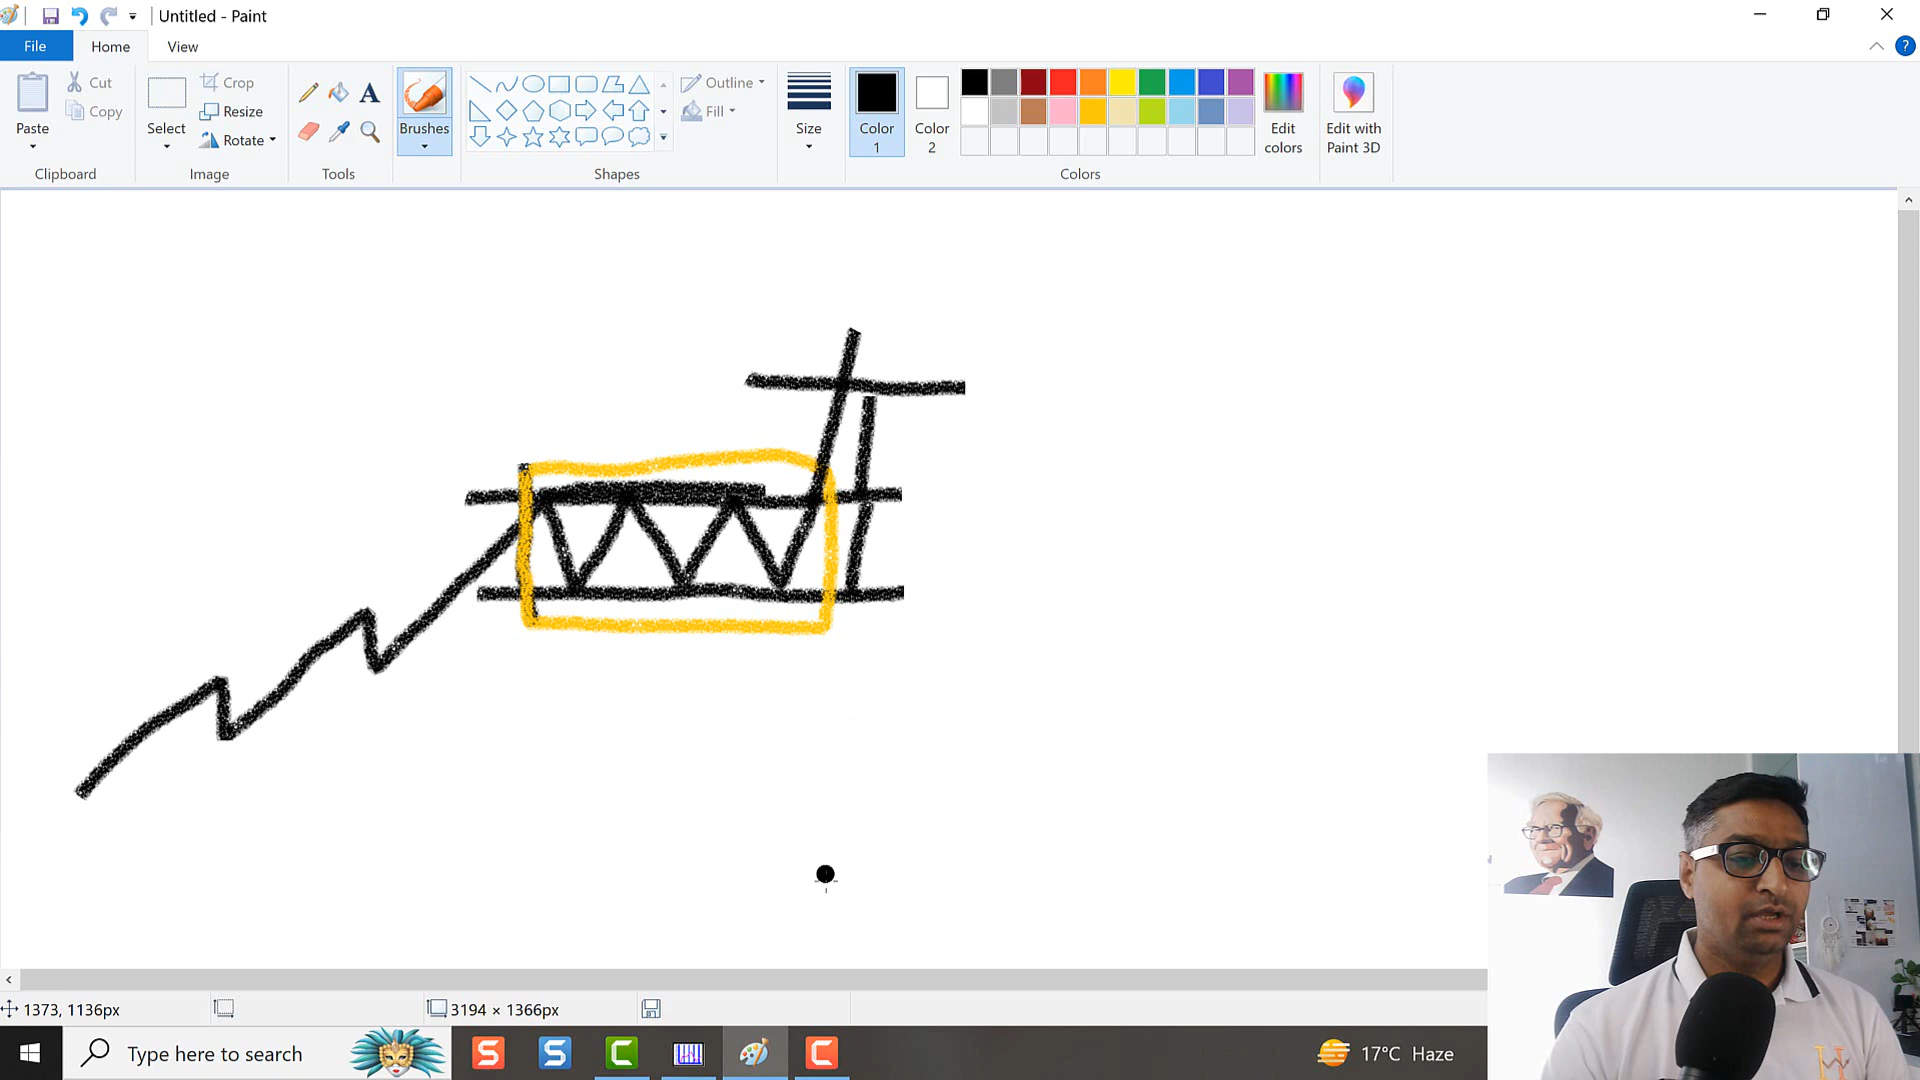 Untitled - Paint
File
Home
View
Paste
Cut
Copy
Clipboard
Select
Crop
Resize
Rotate
Image
Tools
Brushes
Outline
Fill
Shapes
Size
Color 1
Color 2
Edit colors
Edit with Paint 3D
Colors
1373, 1136px
3194 × 1366px
Type here to search
17°C Haze